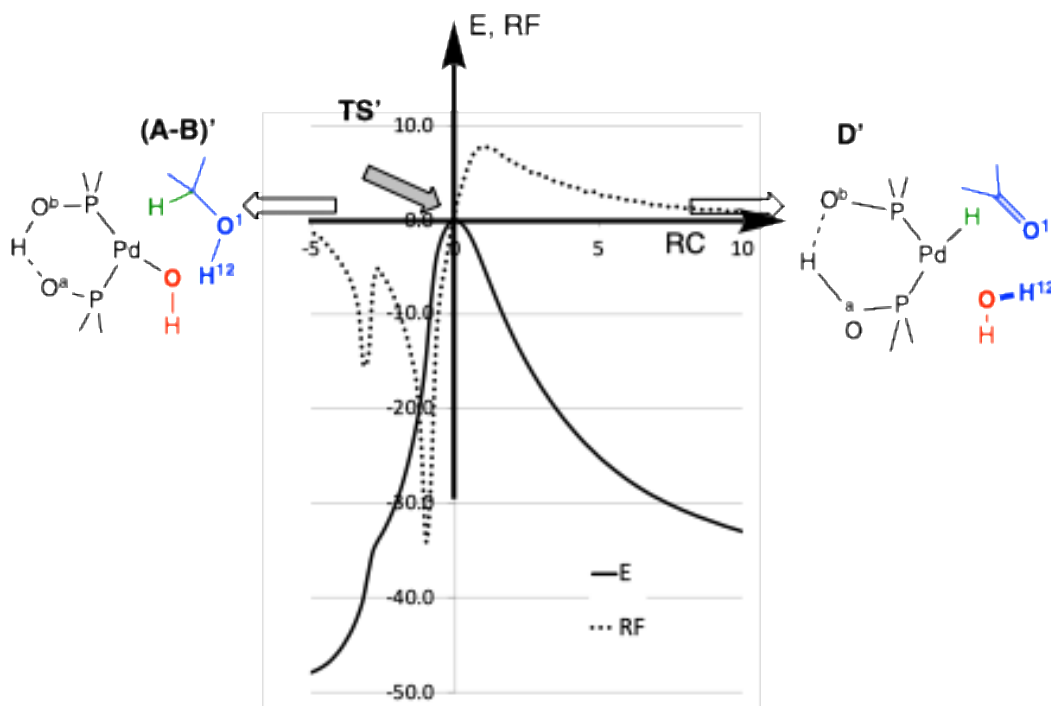 E, RF
TS'
10.0
(A-B)'
D'
O^b
P
H
O^1
H^12
H
Pd
O
O^a
P
H
-5
0.0
0
5
RC
10
-10.0
-20.0
-30.0
-40.0
-50.0
E
RF
O^b
P
H
Pd
O^1
H
P
a
O
O
H^12
H